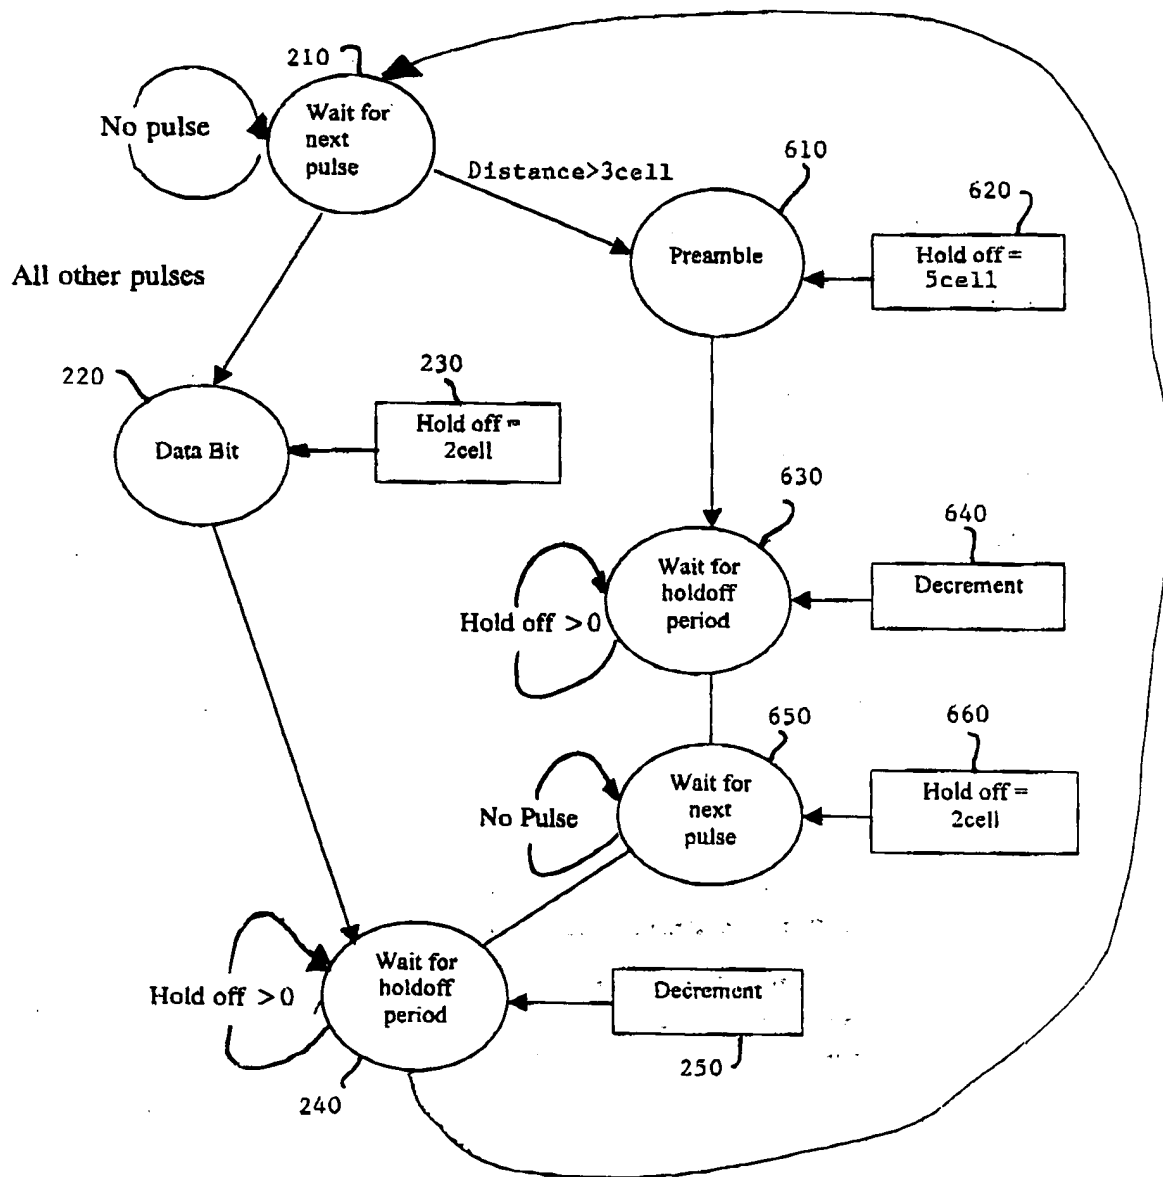 210
Wait for
next
pulse
No pulse
Distance>3cell
610
Preamble
620
Hold off =
5cell
All other pulses
220
Data Bit
230
Hold off =
2cell
630
Wait for
holdoff
period
Hold off >0
640
Decrement
650
Wait for
next
pulse
No Pulse
660
Hold off =
2cell
Wait for
holdoff
period
Hold off >0
240
Decrement
250